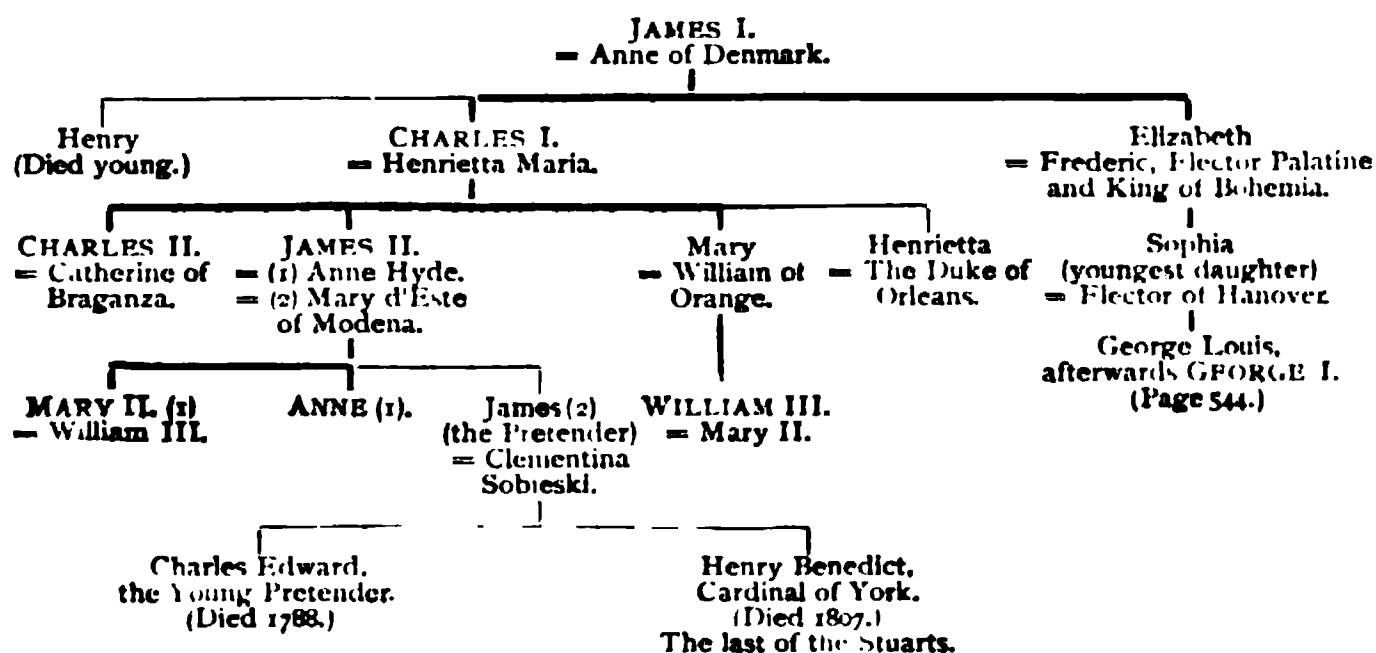 JAMES I.
= Anne of Denmark.
Henry
(Died young.)
CHARLES I.
= Henrietta Maria.
Elizabeth
= Frederic, Elector Palatine
and King of Bohemia.
CHARLES II.
= Catherine of
Braganza.
JAMES II.
= (1) Anne Hyde.
= (2) Mary d'Este
of Modena.
Mary
= William of
Orange.
Henrietta
= The Duke of
Orleans.
Sophia
(youngest daughter)
= Elector of Hanover.
George Louis,
afterwards GEORGE I.
(Page 544.)
MARY II. (1)
= William III.
ANNE (1).
James (2)
(the Pretender)
= Clementina
Sobieski.
WILLIAM III.
= Mary II.
Charles Edward,
the Young Pretender.
(Died 1788.)
Henry Benedict,
Cardinal of York.
(Died 1807.)
The last of the Stuarts.